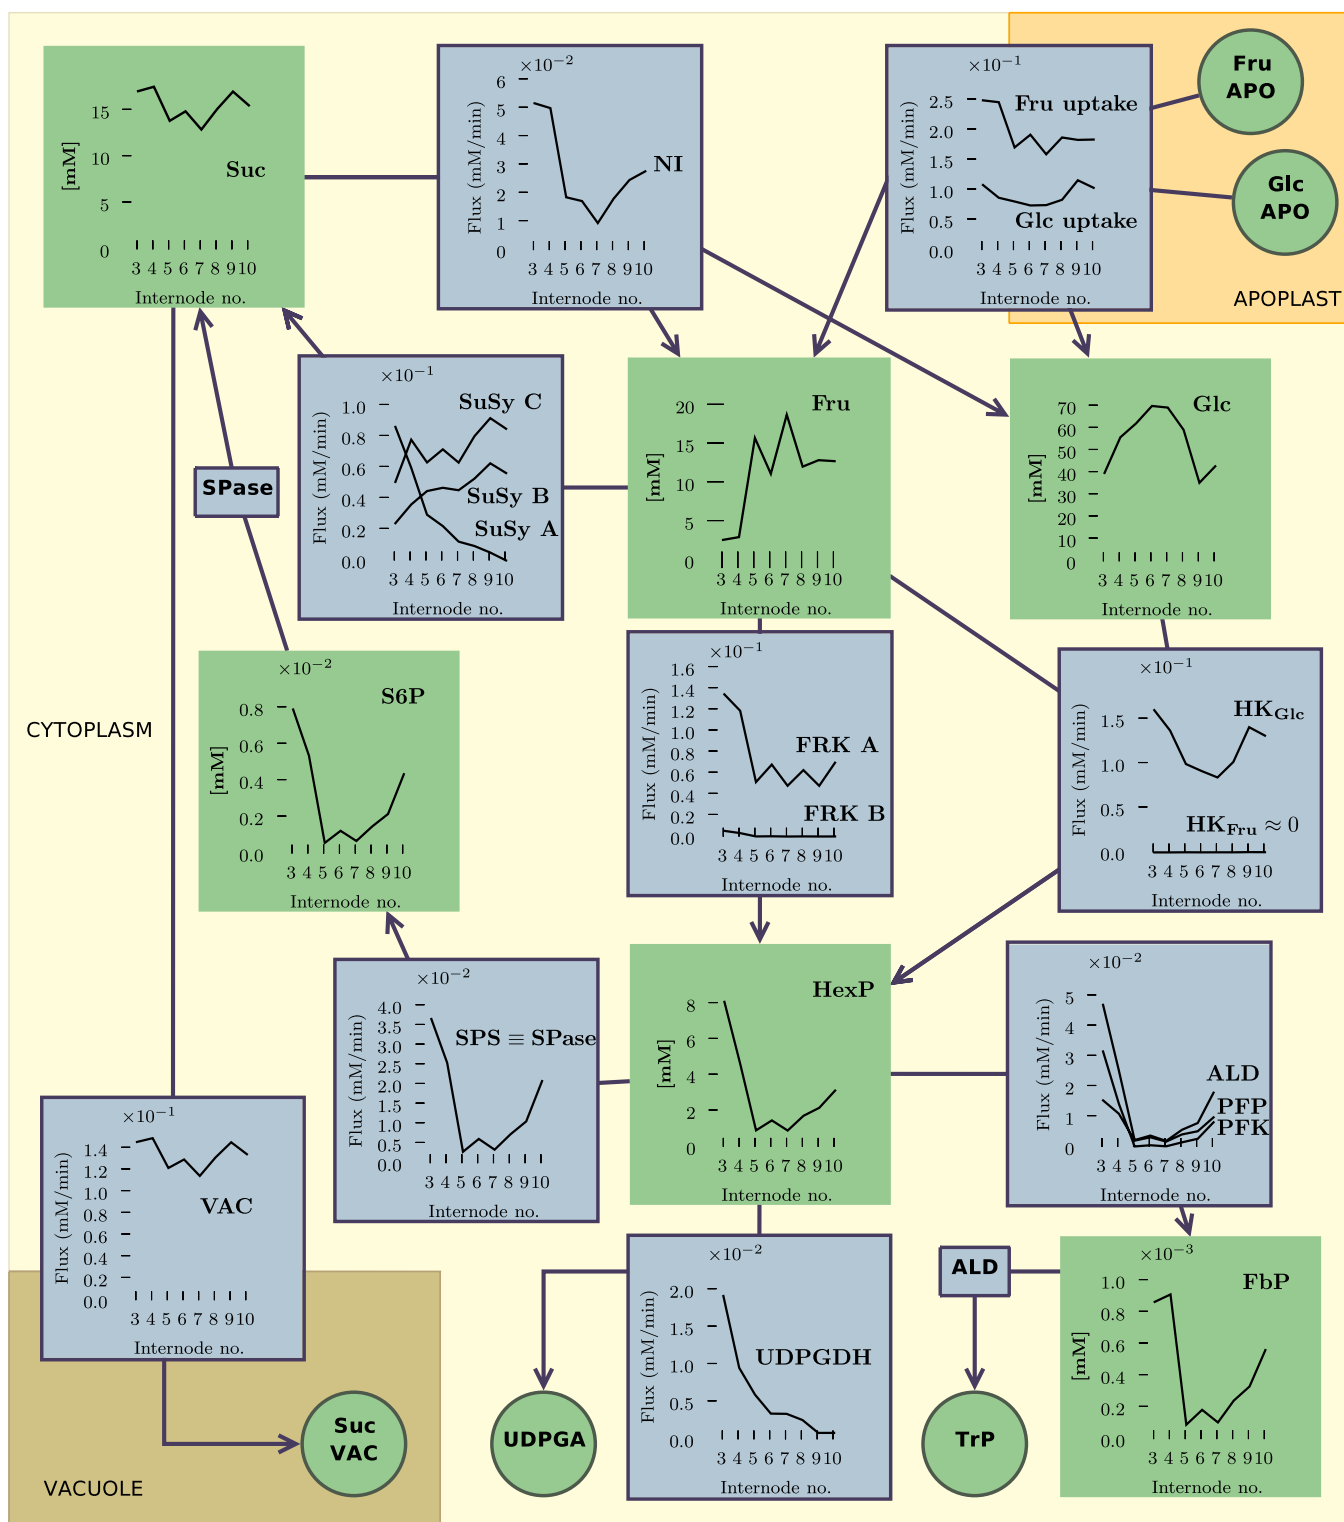 ×10⁻²
6
5
4
3
2
1
0
Flux (mM/min)
NI
3 4 5 6 7 8 9 10
Internode no.
15
10
5
0
[mM]
Suc
3 4 5 6 7 8 9 10
Internode no.
×10⁻¹
2.5
2.0
1.5
1.0
0.5
0.0
Flux (mM/min)
Fru uptake
Glc uptake
3 4 5 6 7 8 9 10
Internode no.
Fru
APO
Glc
APO
APOPLAST
×10⁻¹
1.0
0.8
0.6
0.4
0.2
0.0
Flux (mM/min)
SuSy C
SuSy B
SuSy A
3 4 5 6 7 8 9 10
Internode no.
SPase
20
15
10
5
0
[mM]
Fru
3 4 5 6 7 8 9 10
Internode no.
70
60
50
40
30
20
10
0
[mM]
Glc
3 4 5 6 7 8 9 10
Internode no.
CYTOPLASM
×10⁻²
0.8
0.6
0.4
0.2
0.0
[mM]
S6P
3 4 5 6 7 8 9 10
Internode no.
×10⁻¹
1.6
1.4
1.2
1.0
0.8
0.6
0.4
0.2
0.0
Flux (mM/min)
FRK A
FRK B
3 4 5 6 7 8 9 10
Internode no.
×10⁻¹
1.5
1.0
0.5
0.0
Flux (mM/min)
HK_Glc
HK_Fru ≈ 0
3 4 5 6 7 8 9 10
Internode no.
×10⁻²
4.0
3.5
3.0
2.5
2.0
1.5
1.0
0.5
0.0
Flux (mM/min)
SPS ≡ SPase
3 4 5 6 7 8 9 10
Internode no.
8
6
4
2
0
[mM]
HexP
3 4 5 6 7 8 9 10
Internode no.
×10⁻²
5
4
3
2
1
0
Flux (mM/min)
ALD
PFP
PFK
3 4 5 6 7 8 9 10
Internode no.
×10⁻¹
1.4
1.2
1.0
0.8
0.6
0.4
0.2
0.0
Flux (mM/min)
VAC
3 4 5 6 7 8 9 10
Internode no.
Suc
VAC
VACUOLE
UDPGA
×10⁻²
2.0
1.5
1.0
0.5
0.0
Flux (mM/min)
UDPGDH
3 4 5 6 7 8 9 10
Internode no.
ALD
TrP
×10⁻³
1.0
0.8
0.6
0.4
0.2
0.0
[mM]
FbP
3 4 5 6 7 8 9 10
Internode no.